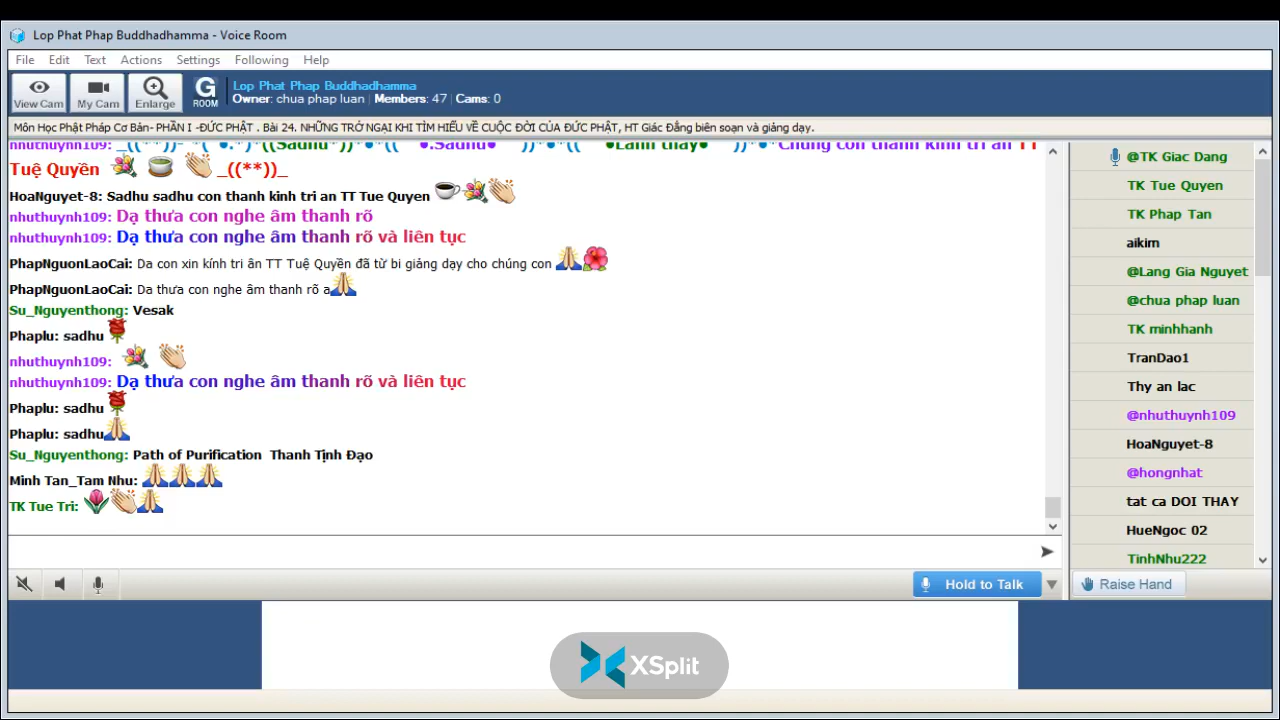 Lop Phat Phap Buddhadhamma - Voice Room
File Edit Text Actions Settings Following Help
View Cam My Cam Enlarge G ROOM
Lop Phat Phap Buddhadhamma
Owner: chua phap luan | Members: 47 | Cams: 0
Môn Học Phật Pháp Cơ Bản- PHẦN I -ĐỨC PHẬT . Bài 24. NHỮNG TRỞ NGẠI KHI TÌM HIỂU VỀ CUỘC ĐỜI CỦA ĐỨC PHẬT, HT Giác Đẳng biên soạn và giảng dạy.
nhuthuynh109: Chúng con thành kính tri ân TT
Tuệ Quyền _((**))_
HoaNguyet-8: Sadhu sadhu con thanh kinh tri an TT Tue Quyen
nhuthuynh109: Dạ thưa con nghe âm thanh rõ
nhuthuynh109: Dạ thưa con nghe âm thanh rõ và liên tục
PhapNguonLaoCai: Da con xin kính tri ân TT Tuệ Quyền đã từ bi giảng dạy cho chúng con
PhapNguonLaoCai: Da thưa con nghe âm thanh rõ a
Su_Nguyenthong: Vesak
Phaplu: sadhu
nhuthuynh109:
nhuthuynh109: Dạ thưa con nghe âm thanh rõ và liên tục
Phaplu: sadhu
Phaplu: sadhu
Su_Nguyenthong: Path of Purification Thanh Tịnh Đạo
Minh Tan_Tam Nhu:
TK Tue Tri:
@TK Giac Dang
TK Tue Quyen
TK Phap Tan
aikim
@Lang Gia Nguyet
@chua phap luan
TK minhhanh
TranDao1
Thy an lac
@nhuthuynh109
HoaNguyet-8
@hongnhat
tat ca DOI THAY
HueNgoc 02
TinhNhu222
Hold to Talk
Raise Hand
XSplit